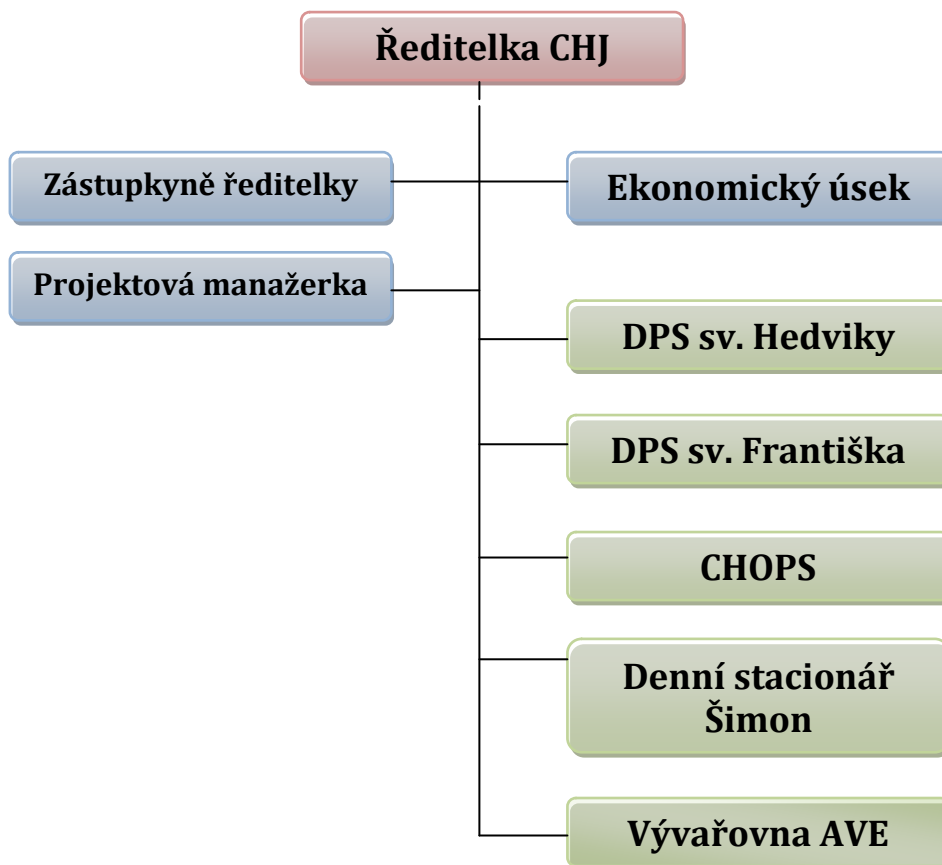 Ředitelka CHJ
Zástupkyně ředitelky
Ekonomický úsek
Projektová manažerka
DPS sv. Hedviky
DPS sv. Františka
CHOPS
Denní stacionář
Šimon
Vývařovna AVE